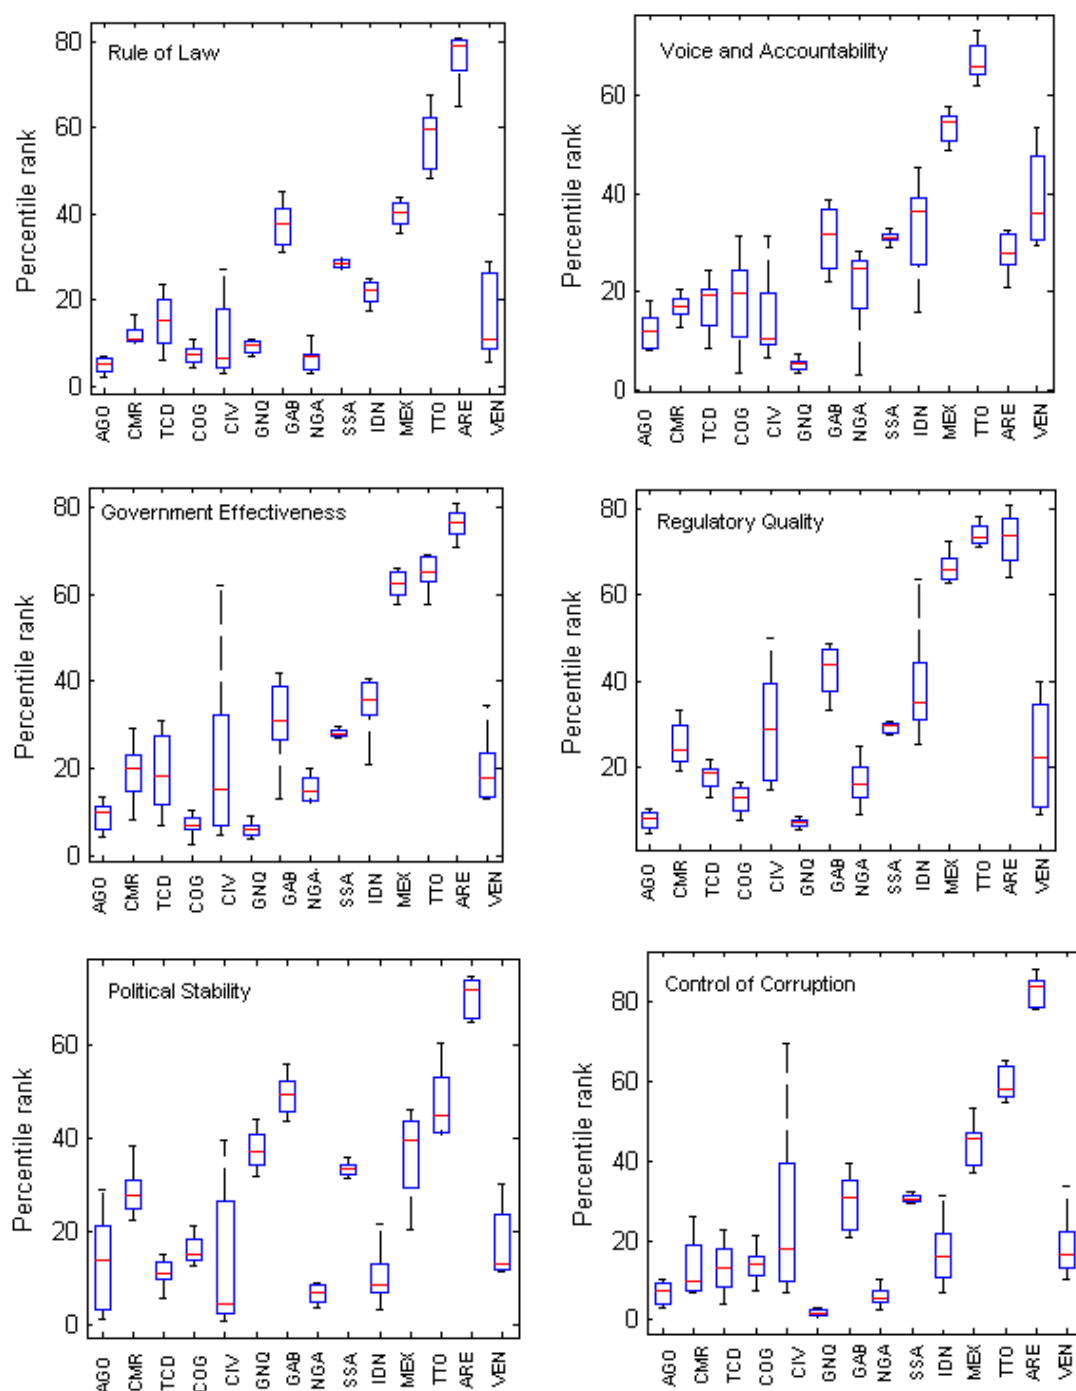 Rule of Law
Percentile rank
80
60
40
20
0
AGO CMR TCD COG CIV GNQ GAB NGA SSA IDN MEX TTO ARE VEN
Voice and Accountability
Percentile rank
60
40
20
0
AGO CMR TCD COG CIV GNQ GAB NGA SSA IDN MEX TTO ARE VEN
Government Effectiveness
Percentile rank
80
60
40
20
0
AGO CMR TCD COG CIV GNQ GAB NGA SSA IDN MEX TTO ARE VEN
Regulatory Quality
Percentile rank
80
60
40
20
AGO CMR TCD COG CIV GNQ GAB NGA SSA IDN MEX TTO ARE VEN
Political Stability
Percentile rank
60
40
20
0
AGO CMR TCD COG CIV GNQ GAB NGA SSA IDN MEX TTO ARE VEN
Control of Corruption
Percentile rank
80
60
40
20
0
AGO CMR TCD COG CIV GNQ GAB NGA SSA IDN MEX TTO ARE VEN